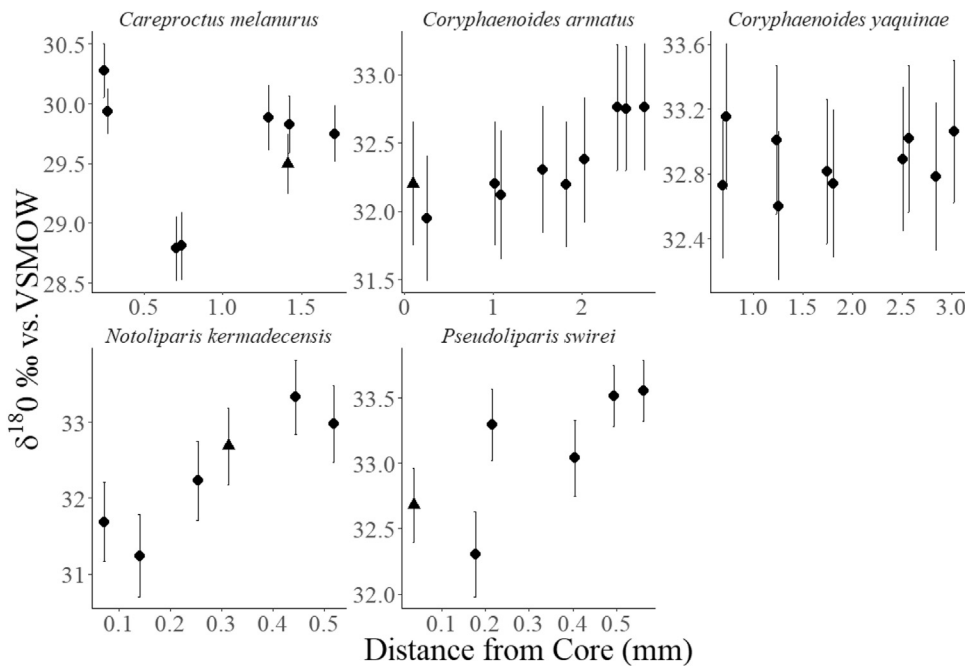 Careproctus melanurus
Coryphaenoides armatus
Coryphaenoides yaquinae
30.5
30.0
29.5
29.0
28.5
0.5 1.0 1.5
33.0
32.5
32.0
31.5
0 1 2
33.6
33.2
32.8
32.4
1.0 1.5 2.0 2.5 3.0
δ180 ‰ vs. VSMOW
Notoliparis kermadecensis
Pseudoliparis swirei
33
32
31
0.1 0.2 0.3 0.4 0.5
33.5
33.0
32.5
32.0
0.0 0.1 0.2 0.3 0.4 0.5
Distance from Core (mm)